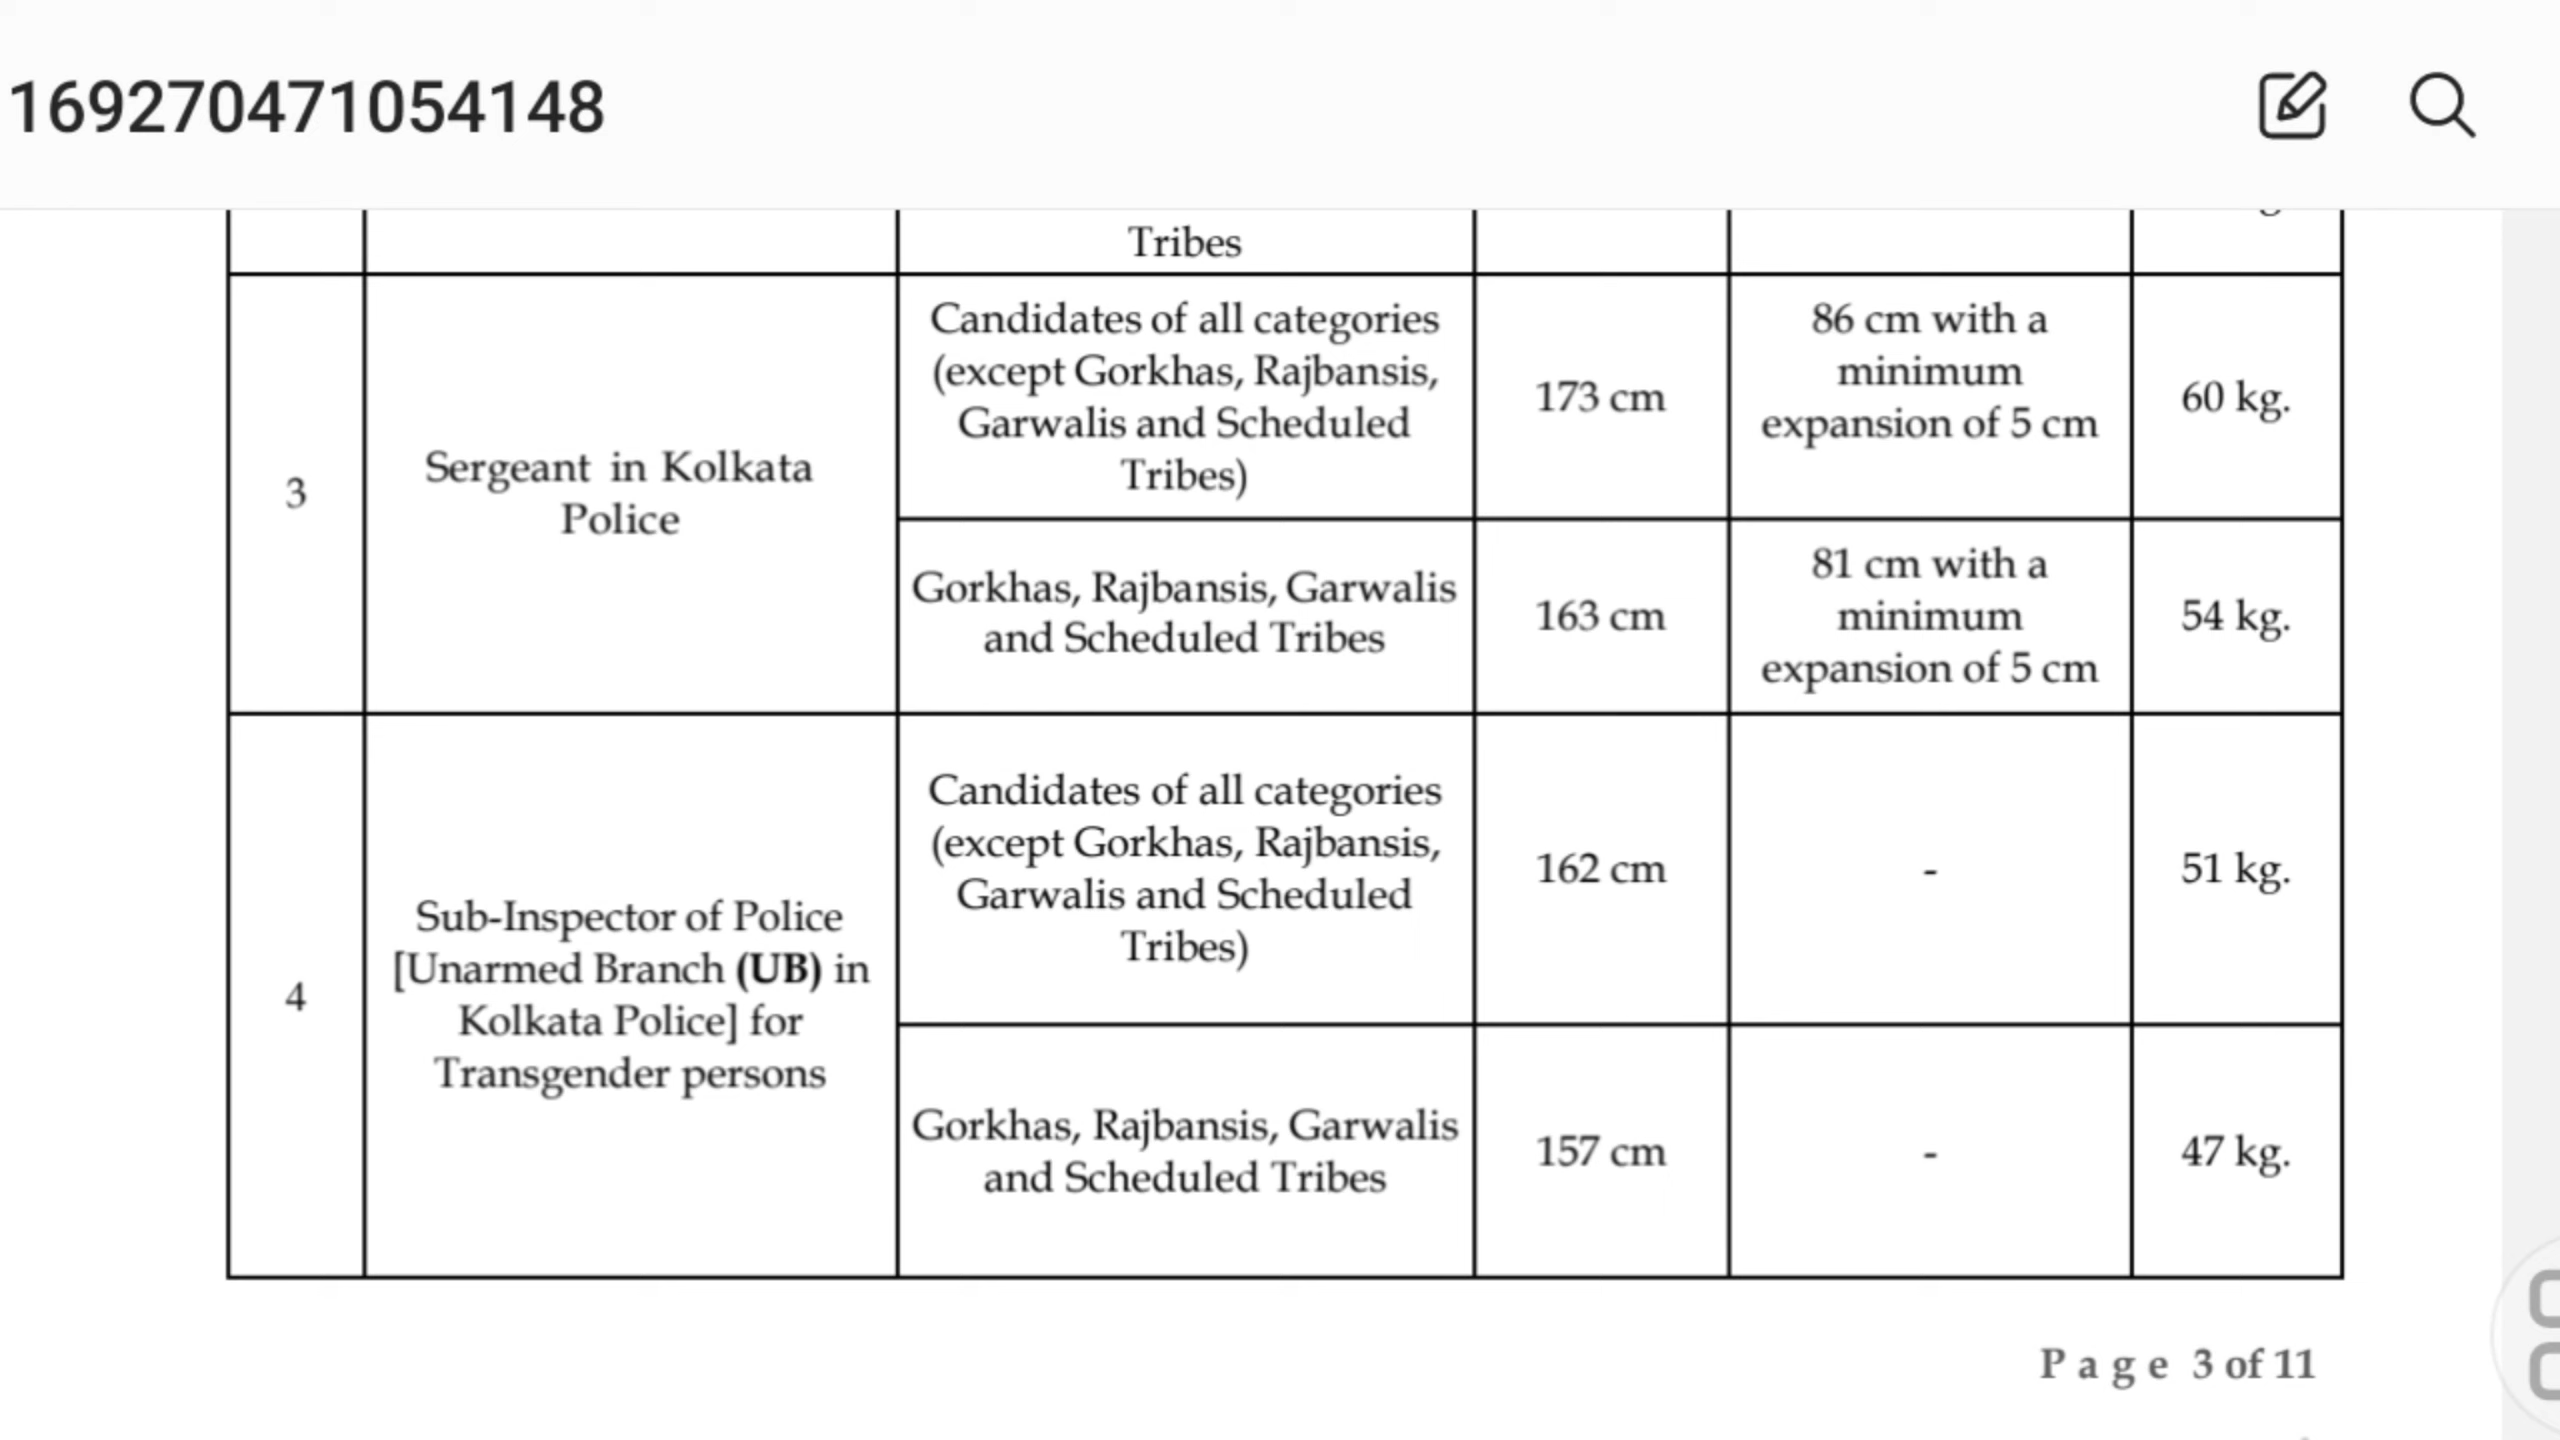 169270471054148
Tribes
3
Sergeant in Kolkata
Police
Candidates of all categories
(except Gorkhas, Rajbansis,
Garwalis and Scheduled
Tribes)
173 cm
86 cm with a
minimum
expansion of 5 cm
60 kg.
Gorkhas, Rajbansis, Garwalis
and Scheduled Tribes
163 cm
81 cm with a
minimum
expansion of 5 cm
54 kg.
4
Sub-Inspector of Police
[Unarmed Branch (UB) in
Kolkata Police] for
Transgender persons
Candidates of all categories
(except Gorkhas, Rajbansis,
Garwalis and Scheduled
Tribes)
162 cm
-
51 kg.
Gorkhas, Rajbansis, Garwalis
and Scheduled Tribes
157 cm
-
47 kg.
Page 3 of 11